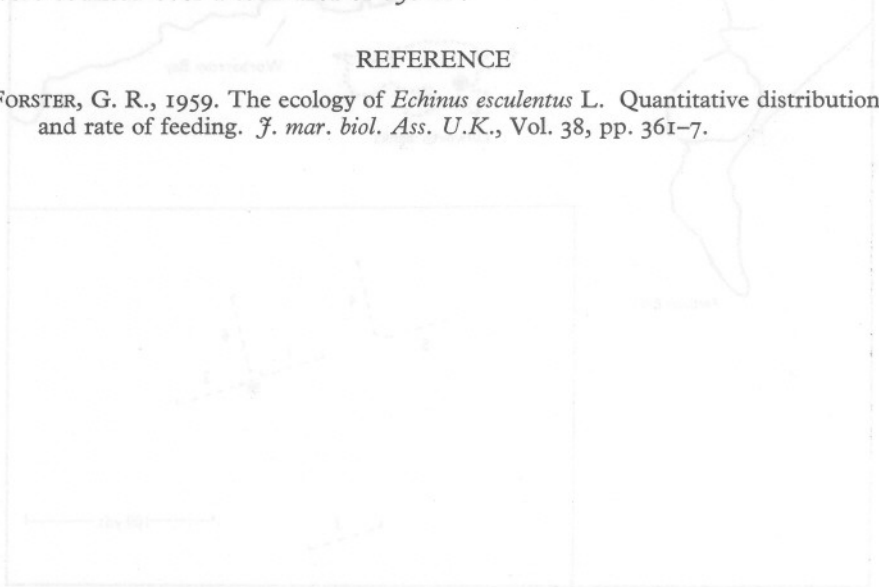 REFERENCE
FORSTER, G. R., 1959. The ecology of Echinus esculentus L. Quantitative distribution
and rate of feeding. J. mar. biol. Ass. U.K., Vol. 38, pp. 361–7.